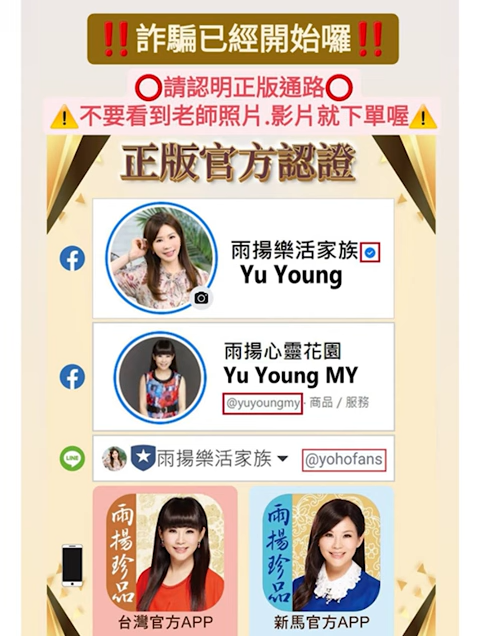 ‼️詐騙已經開始囉‼️
⭕請認明正版通路⭕
⚠️不要看到老師照片.影片就下單喔⚠️
正版官方認證
雨揚樂活家族
Yu Young
雨揚心靈花園
Yu Young MY
@yuyoungmy · 商品 / 服務
LINE
雨揚樂活家族
@yohofans
雨揚珍品
台灣官方APP
雨揚珍品
新馬官方APP